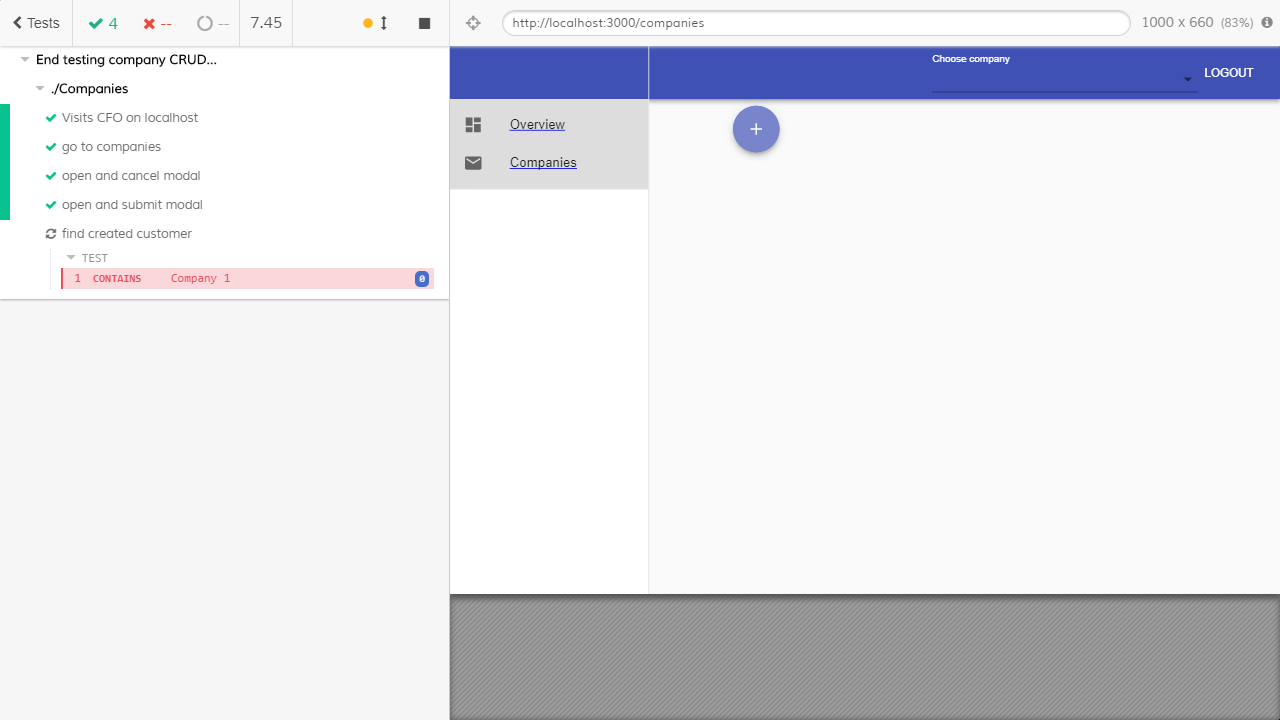 Tests 4 -- -- 7.45
http://localhost:3000/companies 1000 x 660 (83%)
End testing company CRUD...
./Companies
Visits CFO on localhost
go to companies
open and cancel modal
open and submit modal
find created customer
TEST
1 CONTAINS Company 1 0
Choose company
LOGOUT
Overview
Companies